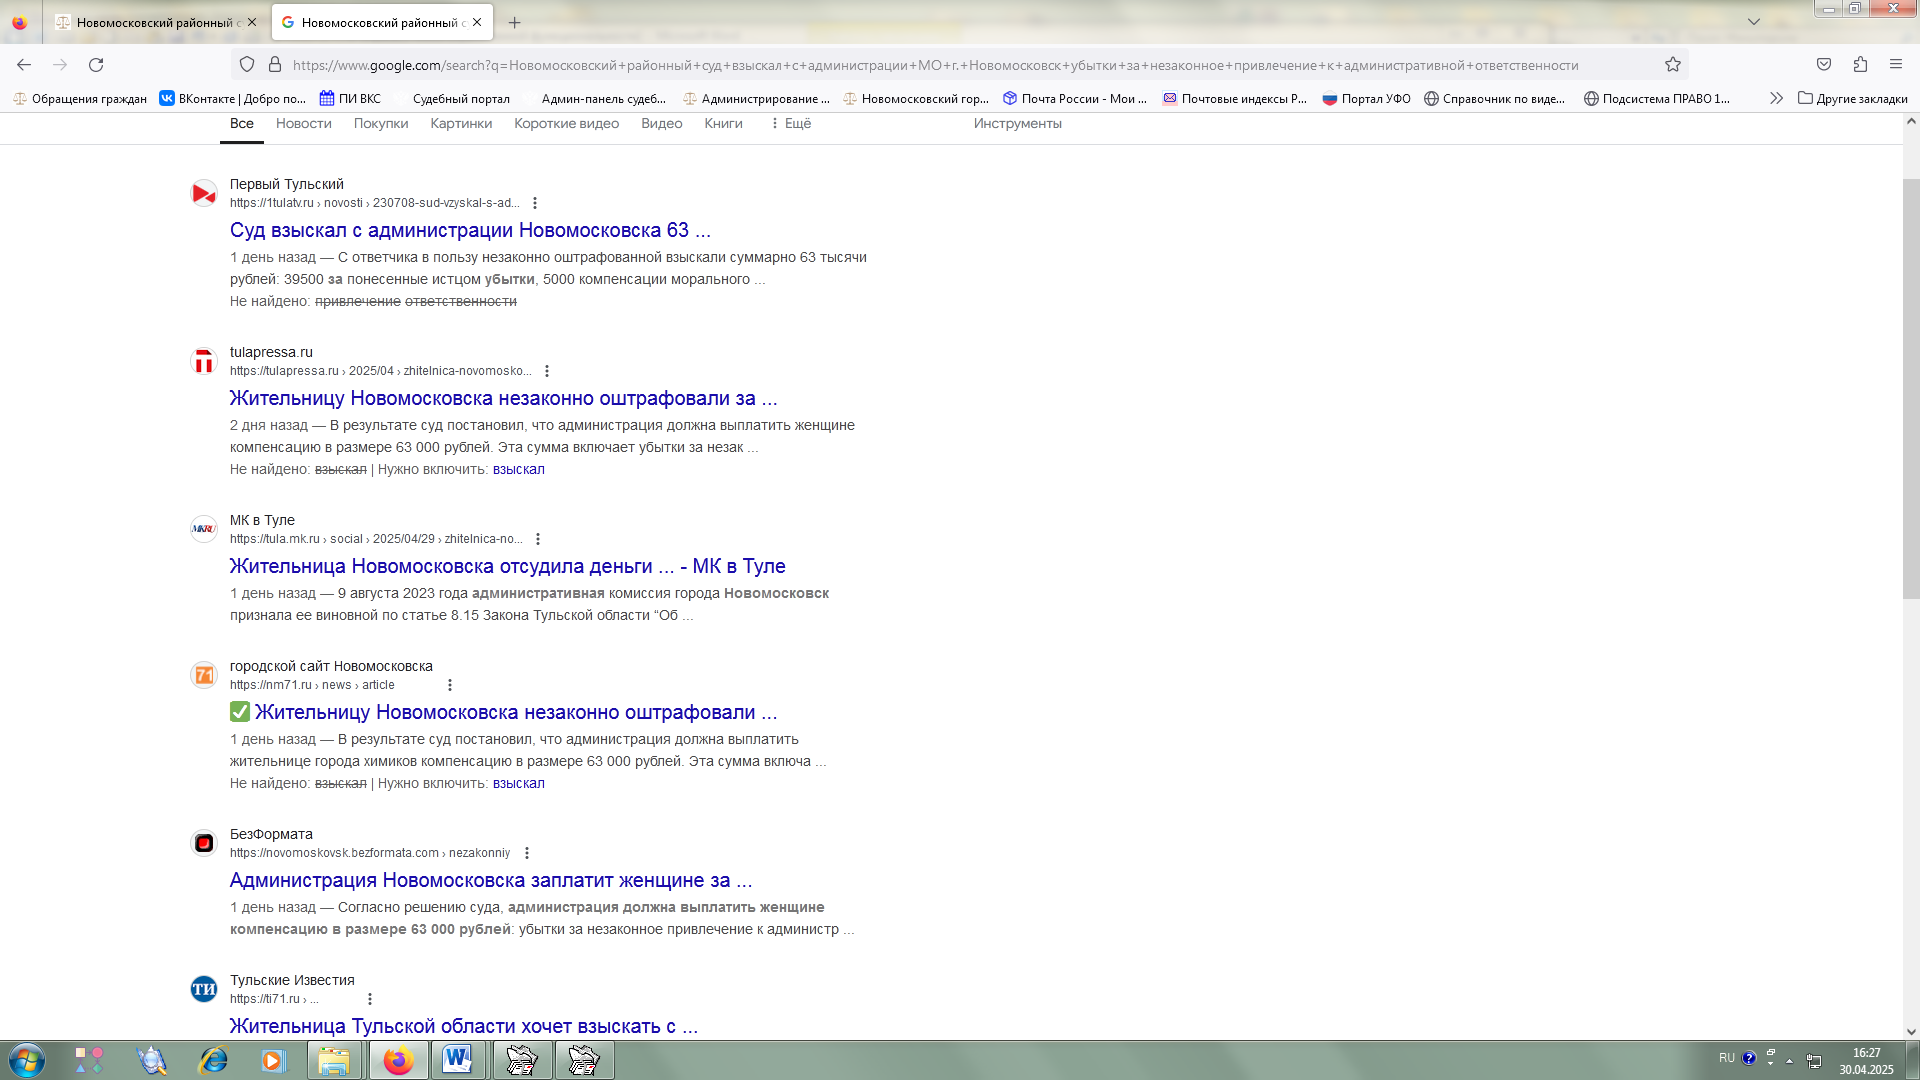 Новомосковский районный с
Новомосковский районный с
https://www.google.com/search?q=Новомосковский+районный+суд+взыскал+с+администрации+МО+г.+Новомосковск+убытки+за+незаконное+привлечение+к+административной+ответственности
Обращения граждан
ВКонтакте | Добро по...
ПИ ВКС
Судебный портал
Админ-панель судеб...
Администрирование ...
Новомосковский гор...
Почта России - Мои ...
Почтовые индексы Р...
Портал УФО
Справочник по виде...
Подсистема ПРАВО 1...
Другие закладки
Все Новости Покупки Картинки Короткие видео Видео Книги Ещё Инструменты
Первый Тульский
https://1tulatv.ru › novosti › 230708-sud-vzyskal-s-ad...
Суд взыскал с администрации Новомосковска 63 ...
1 день назад — С ответчика в пользу незаконно оштрафованной взыскали суммарно 63 тысячи
рублей: 39500 за понесенные истцом убытки, 5000 компенсации морального ...
Не найдено: привлечение ответственности
tulapressa.ru
https://tulapressa.ru › 2025/04 › zhitelnica-novomosko...
Жительницу Новомосковска незаконно оштрафовали за ...
2 дня назад — В результате суд постановил, что администрация должна выплатить женщине
компенсацию в размере 63 000 рублей. Эта сумма включает убытки за незак ...
Не найдено: взыскал | Нужно включить: взыскал
MKRU
МК в Туле
https://tula.mk.ru › social › 2025/04/29 › zhitelnica-no...
Жительница Новомосковска отсудила деньги ... - МК в Туле
1 день назад — 9 августа 2023 года административная комиссия города Новомосковск
признала ее виновной по статье 8.15 Закона Тульской области “Об ...
71
городской сайт Новомосковска
https://nm71.ru › news › article
✅ Жительницу Новомосковска незаконно оштрафовали ...
1 день назад — В результате суд постановил, что администрация должна выплатить
жительнице города химиков компенсацию в размере 63 000 рублей. Эта сумма включа ...
Не найдено: взыскал | Нужно включить: взыскал
БезФормата
https://novomoskovsk.bezformata.com › nezakonniy
Администрация Новомосковска заплатит женщине за ...
1 день назад — Согласно решению суда, администрация должна выплатить женщине
компенсацию в размере 63 000 рублей: убытки за незаконное привлечение к администр ...
ТИ
Тульские Известия
https://ti71.ru › ...
Жительница Тульской области хочет взыскать с ...
RU
16:27
30.04.2025